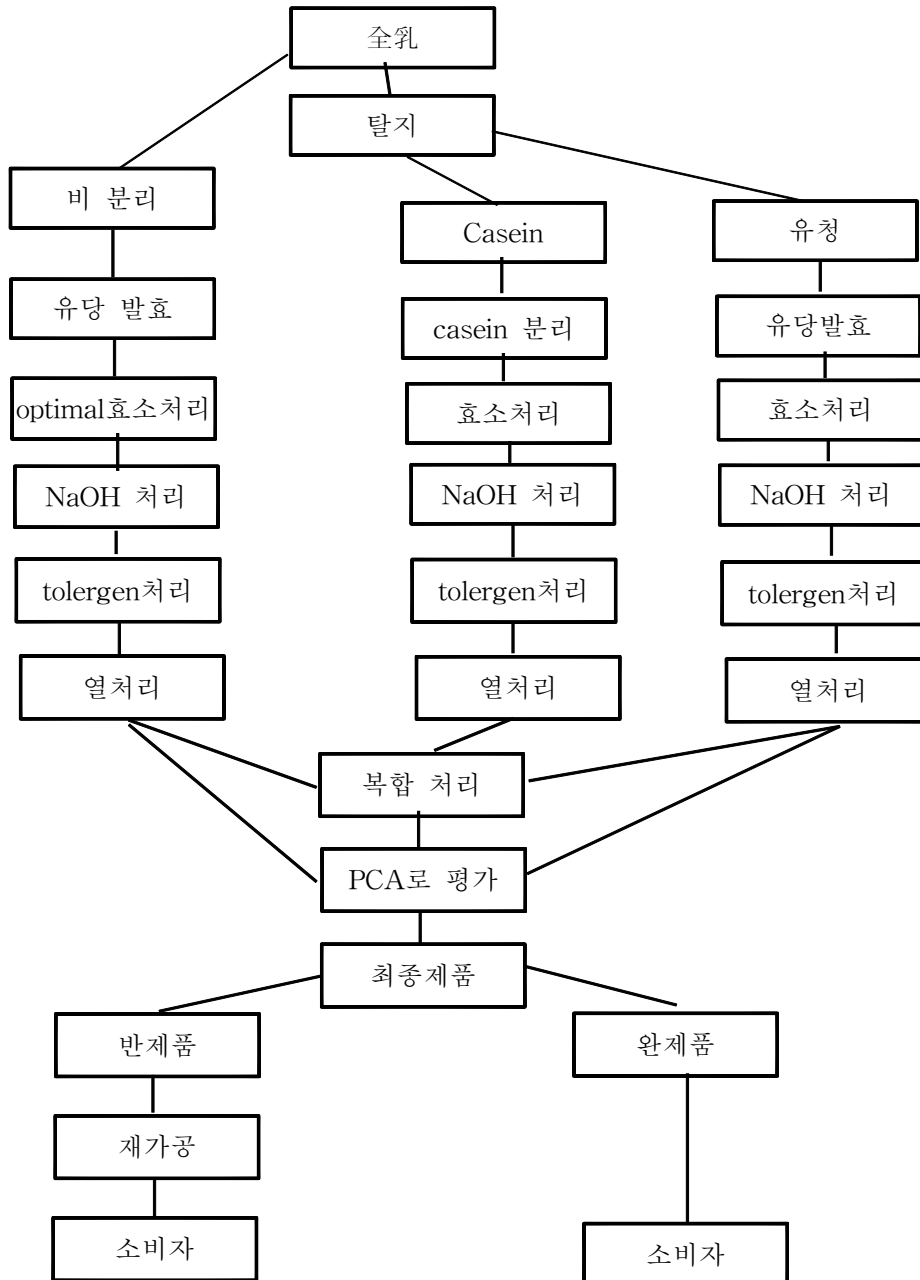 全乳
탈지
비 분리
Casein
유청
유당 발효
casein 분리
유당발효
optimal효소처리
효소처리
효소처리
NaOH 처리
NaOH 처리
NaOH 처리
tolergen처리
tolergen처리
tolergen처리
열처리
열처리
열처리
복합 처리
PCA로 평가
최종제품
반제품
완제품
재가공
소비자
소비자